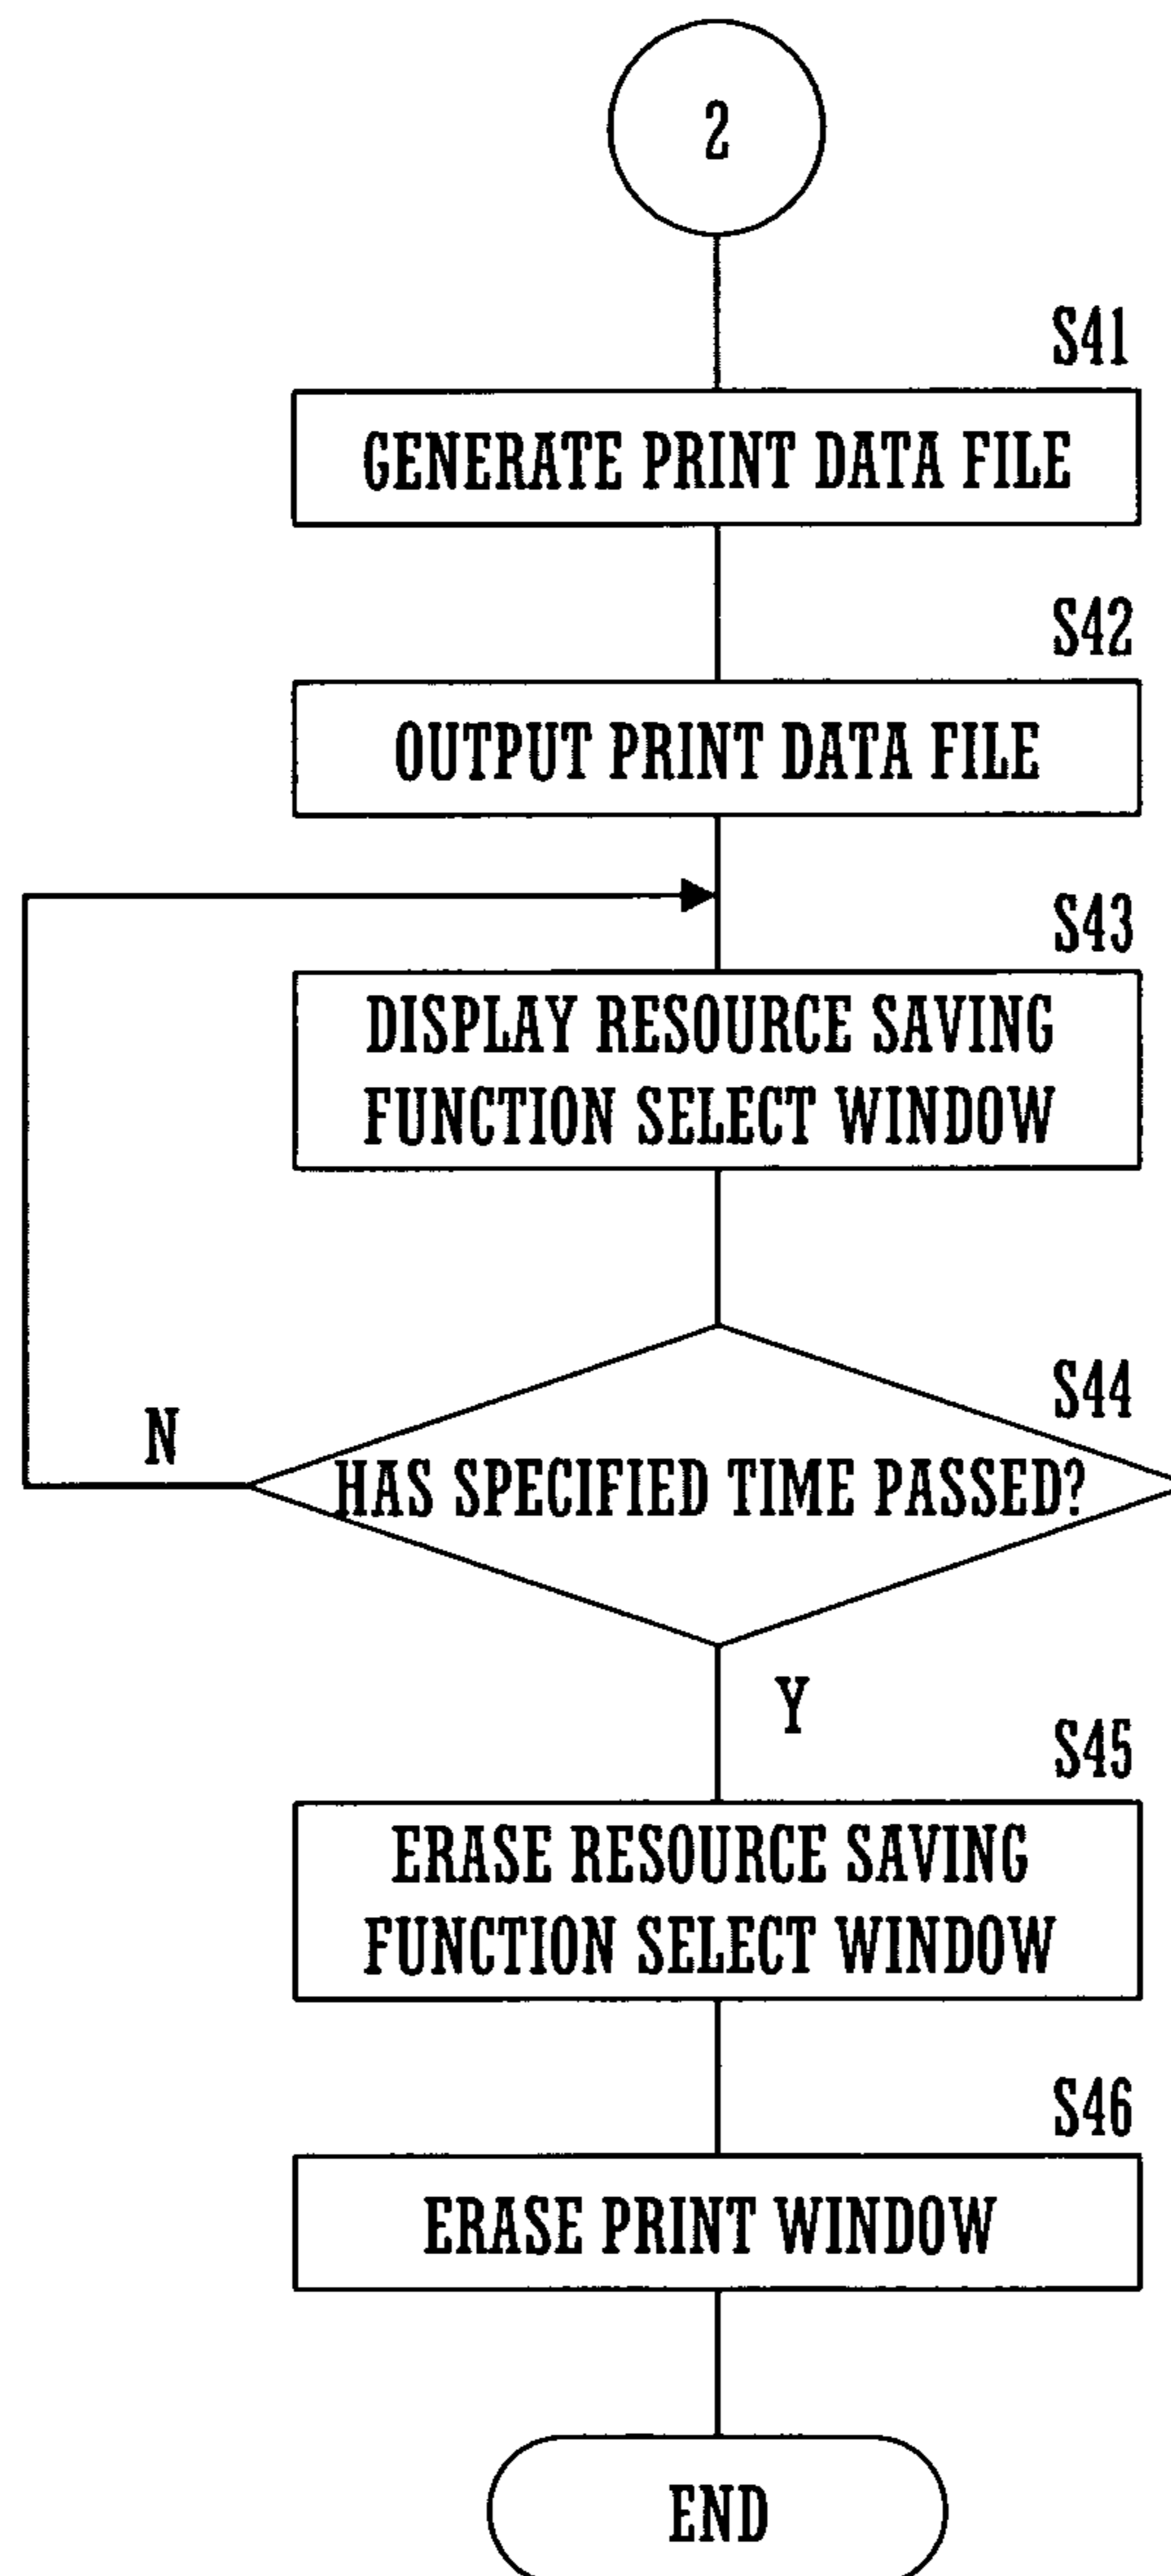 2
S41
GENERATE PRINT DATA FILE
S42
OUTPUT PRINT DATA FILE
S43
DISPLAY RESOURCE SAVING
FUNCTION SELECT WINDOW
S44
N
HAS SPECIFIED TIME PASSED?
Y
S45
ERASE RESOURCE SAVING
FUNCTION SELECT WINDOW
S46
ERASE PRINT WINDOW
END